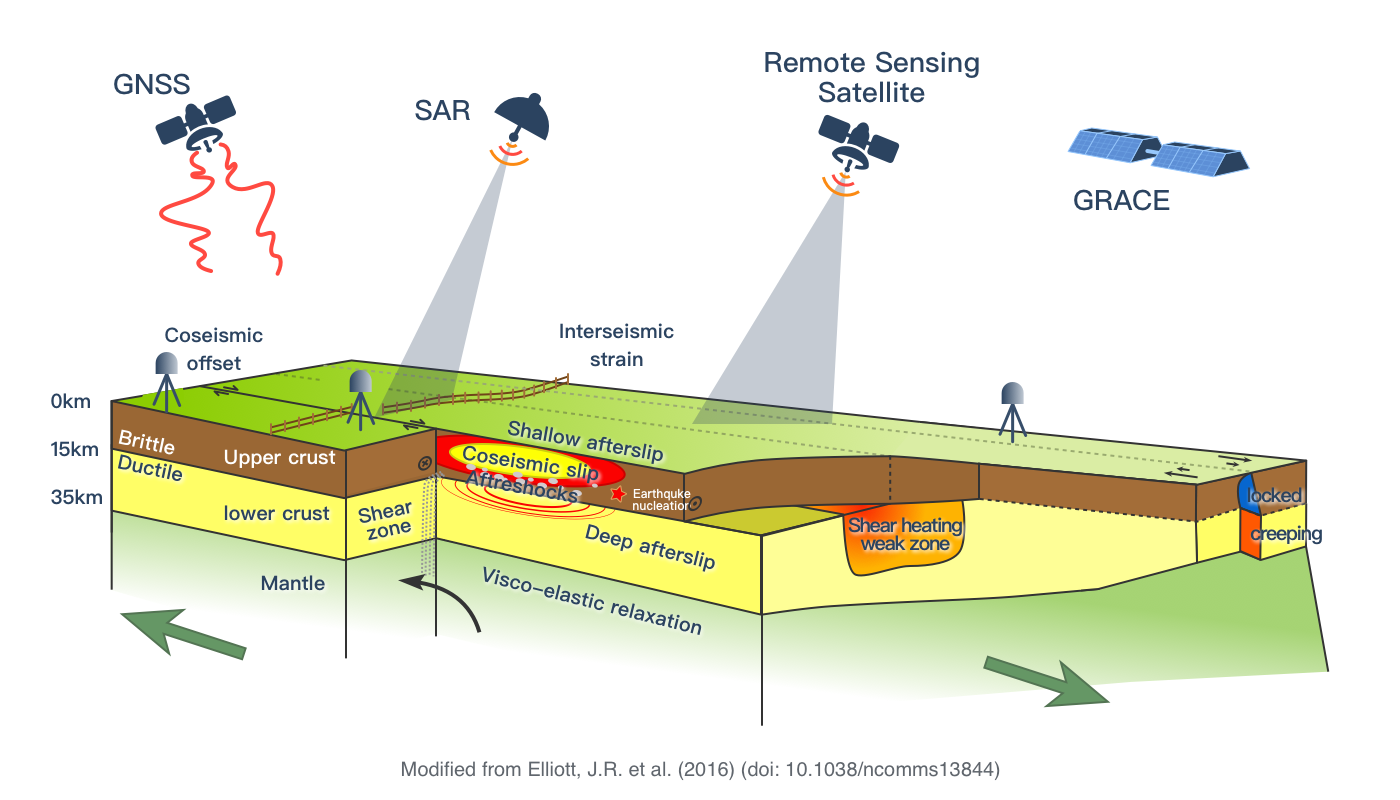 Remote Sensing
Satellite
GNSS
SAR
GRACE
Coseismic
offset
Interseismic
strain
0km
15km
35km
Brittle
Ductile
Upper crust
lower crust
Mantle
Shear
zone
Shallow afterslip
Coseismic slip
Aftreshocks
Earthquke
nucleation
Deep afterslip
Visco-elastic relaxation
Shear heating
weak zone
locked
creeping
Modified from Elliott, J.R. et al. (2016) (doi: 10.1038/ncomms13844)